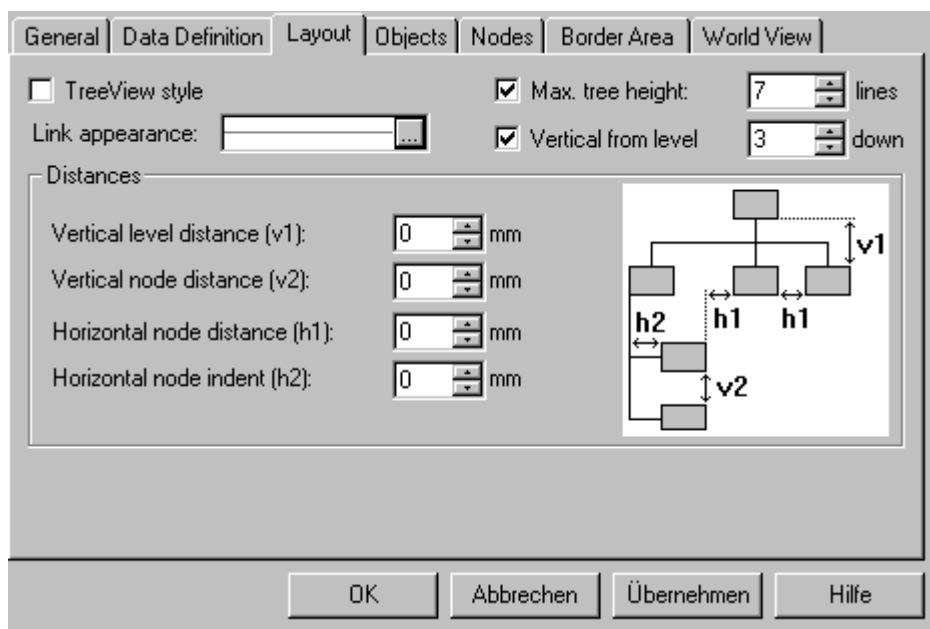 General Data Definition Layout Objects Nodes Border Area World View
TreeView style Max. tree height: 7 lines
Link appearance: ... Vertical from level 3 down
Distances
Vertical level distance (v1): 0 mm
Vertical node distance (v2): 0 mm
Horizontal node distance (h1): 0 mm
Horizontal node indent (h2): 0 mm
v1
h2 h1 h1
v2
OK Abbrechen Übernehmen Hilfe